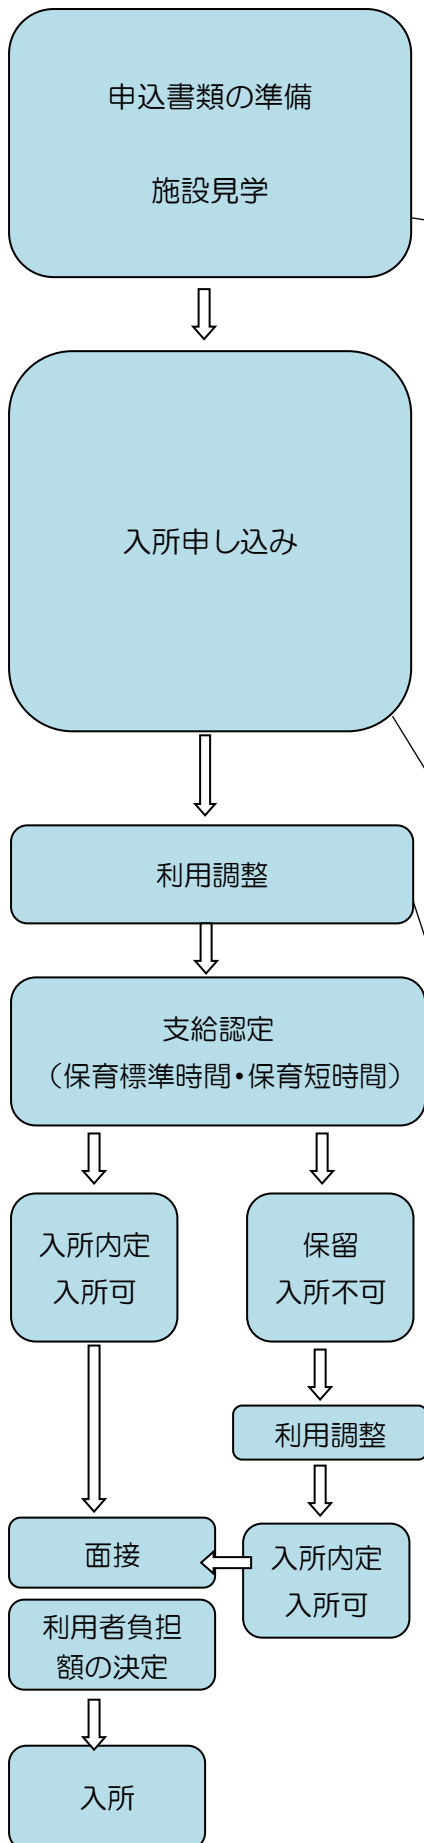 申込書類の準備
施設見学
入所申し込み
利用調整
支給認定
（保育標準時間・保育短時間）
入所内定
入所可
保留
入所不可
利用調整
入所内定
入所可
面接
利用者負担
額の決定
入所